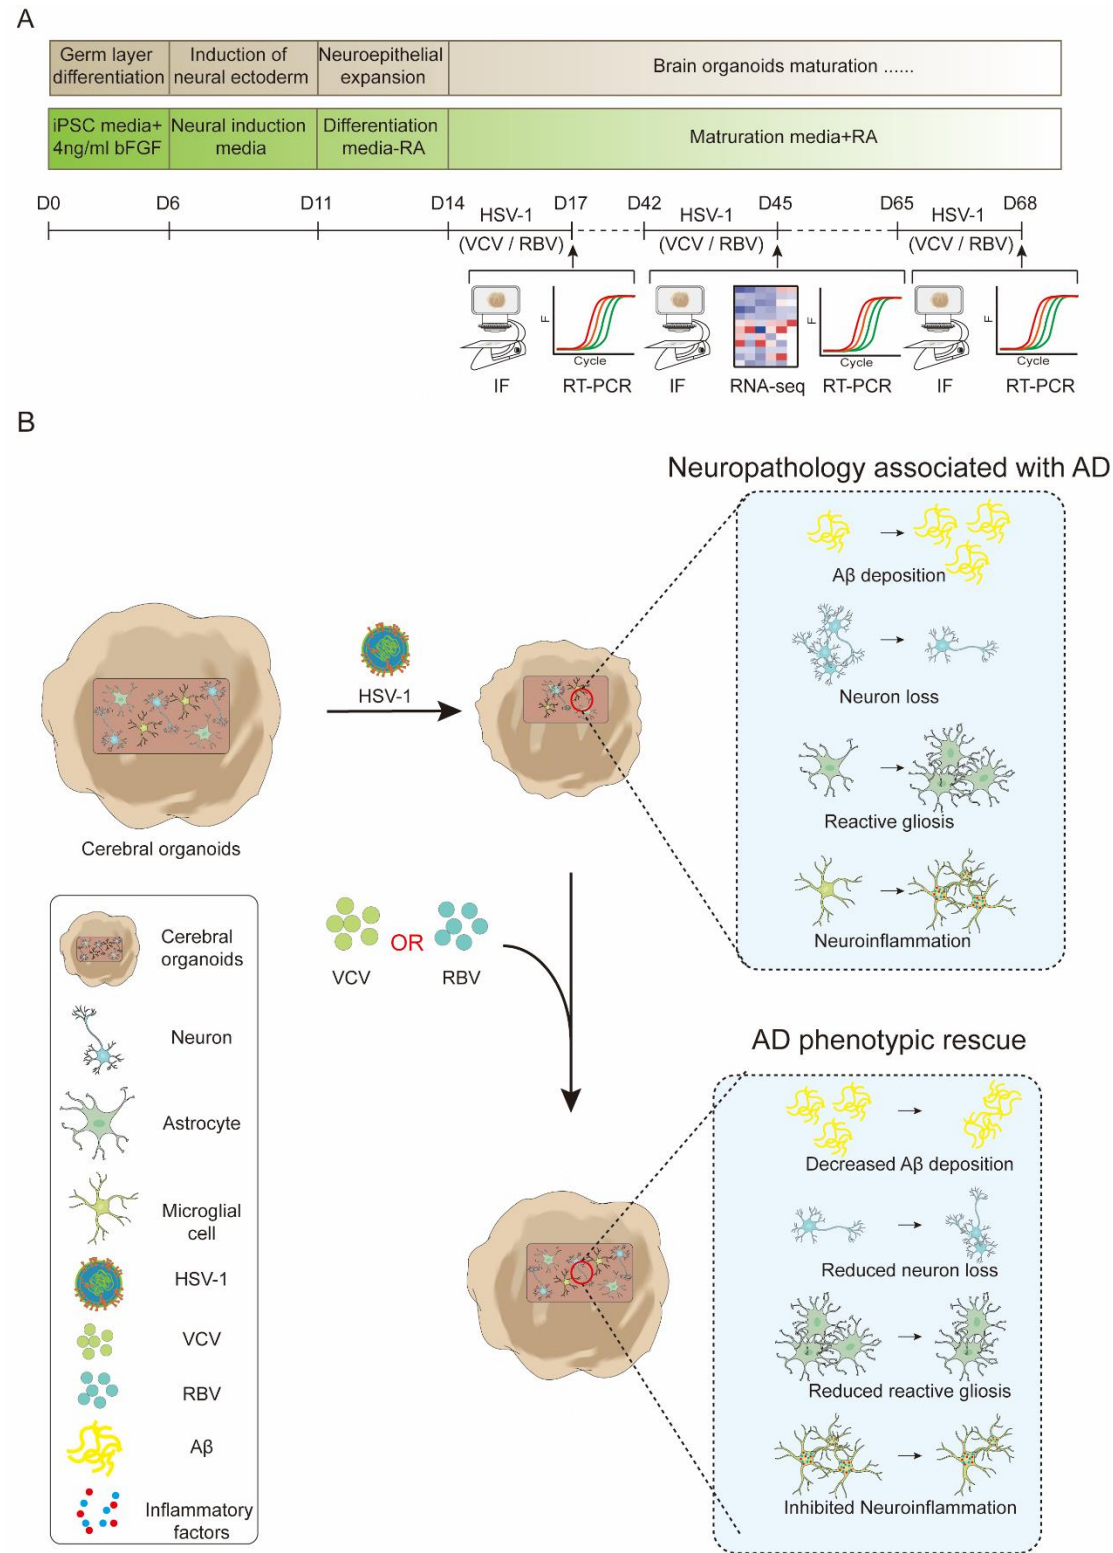 A
Germ layer
differentiation
Induction of
neural ectoderm
Neuroepithelial
expansion
Brain organoids maturation ......
iPSC media+
4ng/ml bFGF
Neural induction
media
Differentiation
media-RA
Matruration media+RA
D0
D6
D11
D14
D17
D42
D45
D65
D68
HSV-1
(VCV / RBV)
HSV-1
(VCV / RBV)
HSV-1
(VCV / RBV)
F
Cycle
F
Cycle
F
Cycle
IF
RT-PCR
IF
RNA-seq
RT-PCR
IF
RT-PCR
B
Neuropathology associated with AD
Aβ deposition
Neuron loss
Reactive gliosis
Neuroinflammation
HSV-1
Cerebral organoids
VCV
OR
RBV
AD phenotypic rescue
Decreased Aβ deposition
Reduced neuron loss
Reduced reactive gliosis
Inhibited Neuroinflammation
Cerebral
organoids
Neuron
Astrocyte
Microglial
cell
HSV-1
VCV
RBV
Aβ
Inflammatory
factors